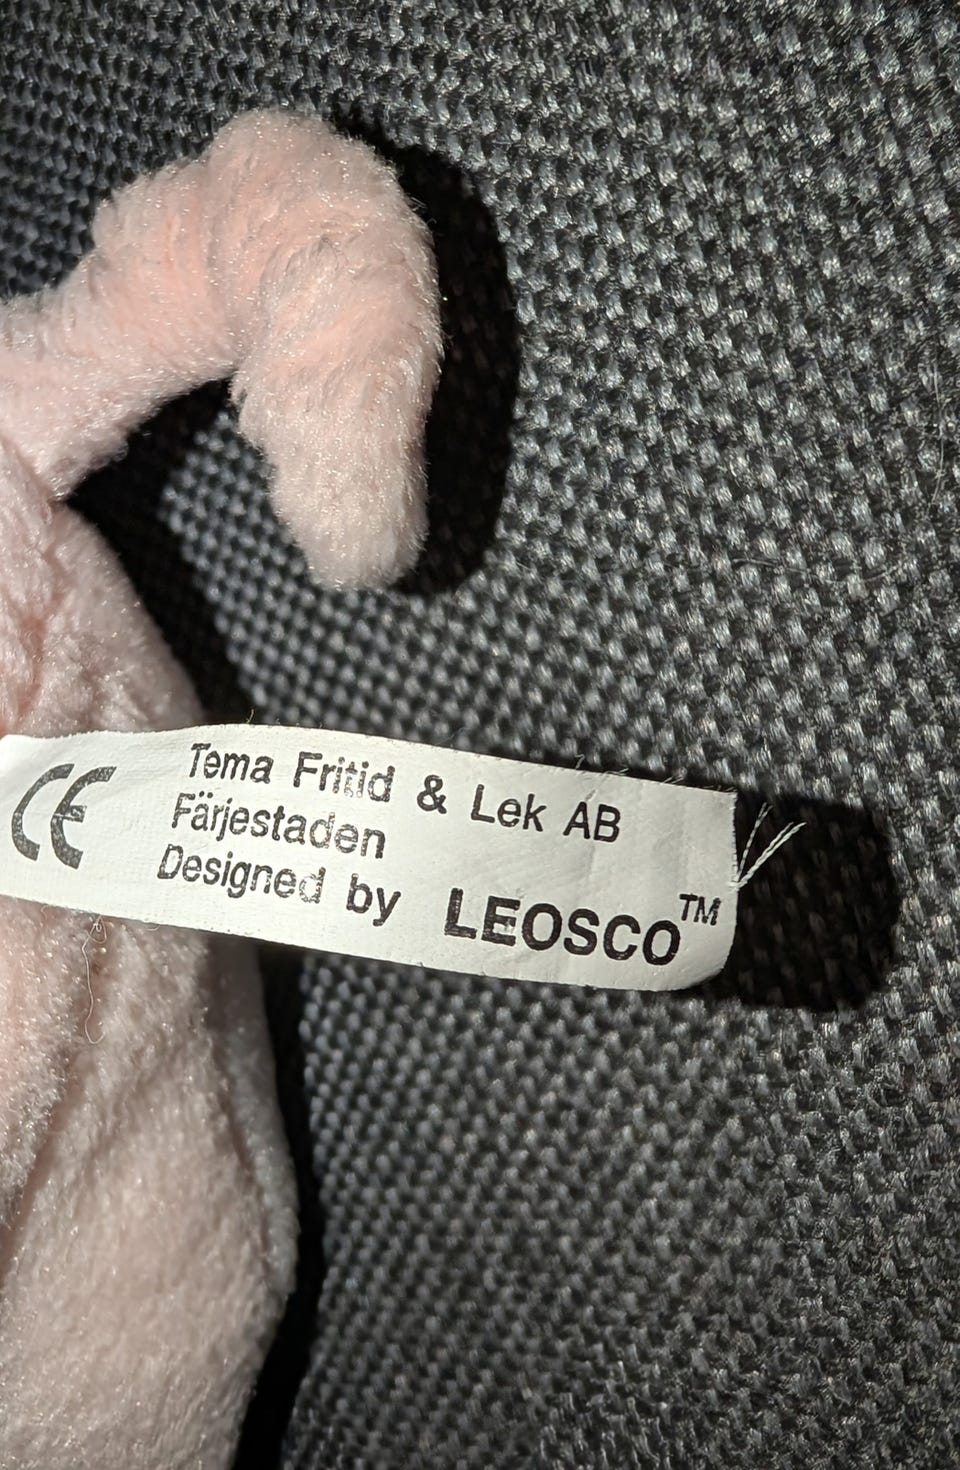 CE
Tema Fritid & Lek AB
Färjestaden
Designed by LEOSCO™